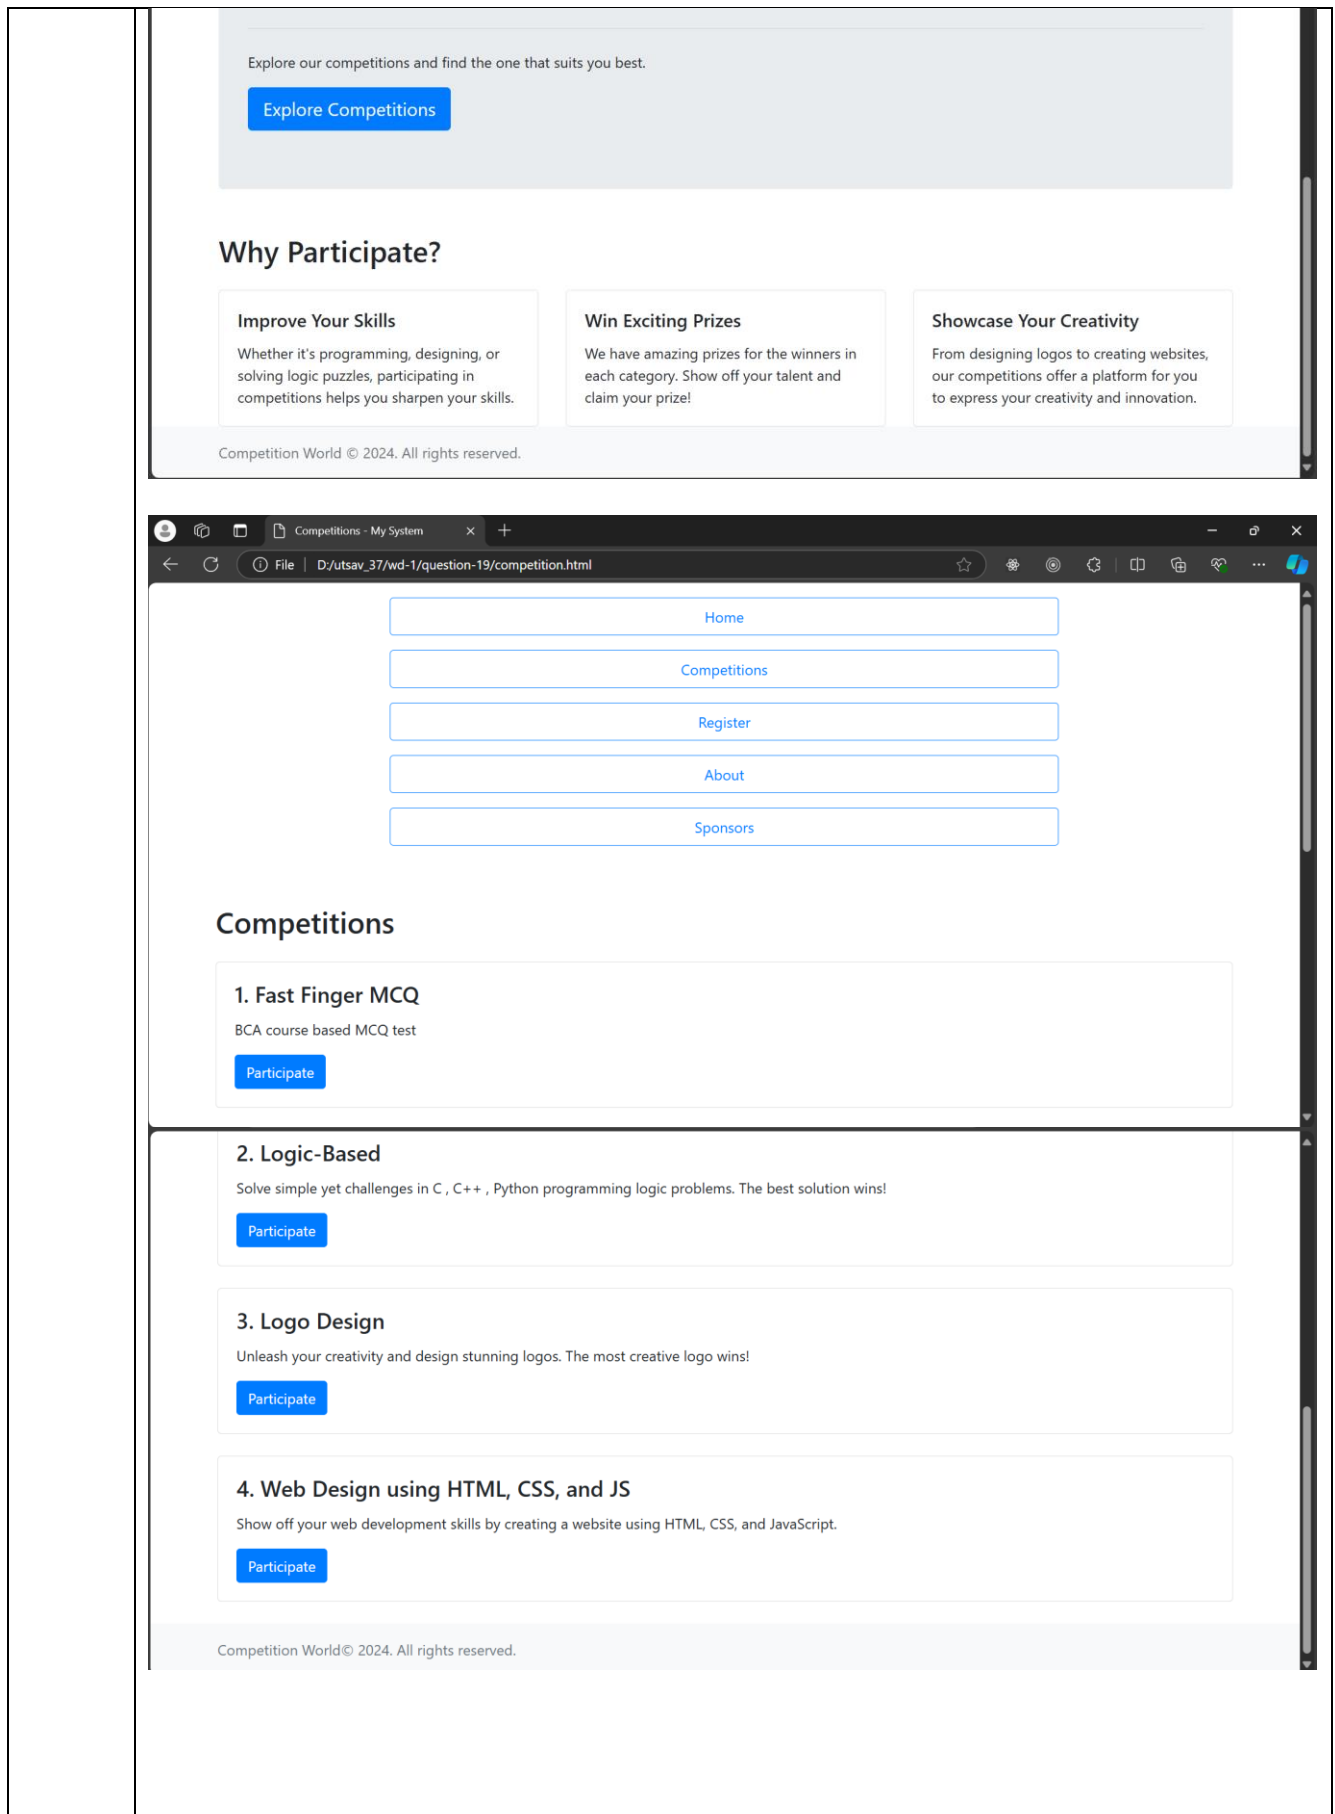 Explore our competitions and find the one that suits you best.
Explore Competitions
Why Participate?
Improve Your Skills
Whether it's programming, designing, or
solving logic puzzles, participating in
competitions helps you sharpen your skills.
Win Exciting Prizes
We have amazing prizes for the winners in
each category. Show off your talent and
claim your prize!
Showcase Your Creativity
From designing logos to creating websites,
our competitions offer a platform for you
to express your creativity and innovation.
Competition World © 2024. All rights reserved.
Competitions - My System
File | D:/utsav_37/wd-1/question-19/competition.html
Home
Competitions
Register
About
Sponsors
Competitions
1. Fast Finger MCQ
BCA course based MCQ test
Participate
2. Logic-Based
Solve simple yet challenges in C , C++ , Python programming logic problems. The best solution wins!
Participate
3. Logo Design
Unleash your creativity and design stunning logos. The most creative logo wins!
Participate
4. Web Design using HTML, CSS, and JS
Show off your web development skills by creating a website using HTML, CSS, and JavaScript.
Participate
Competition World© 2024. All rights reserved.